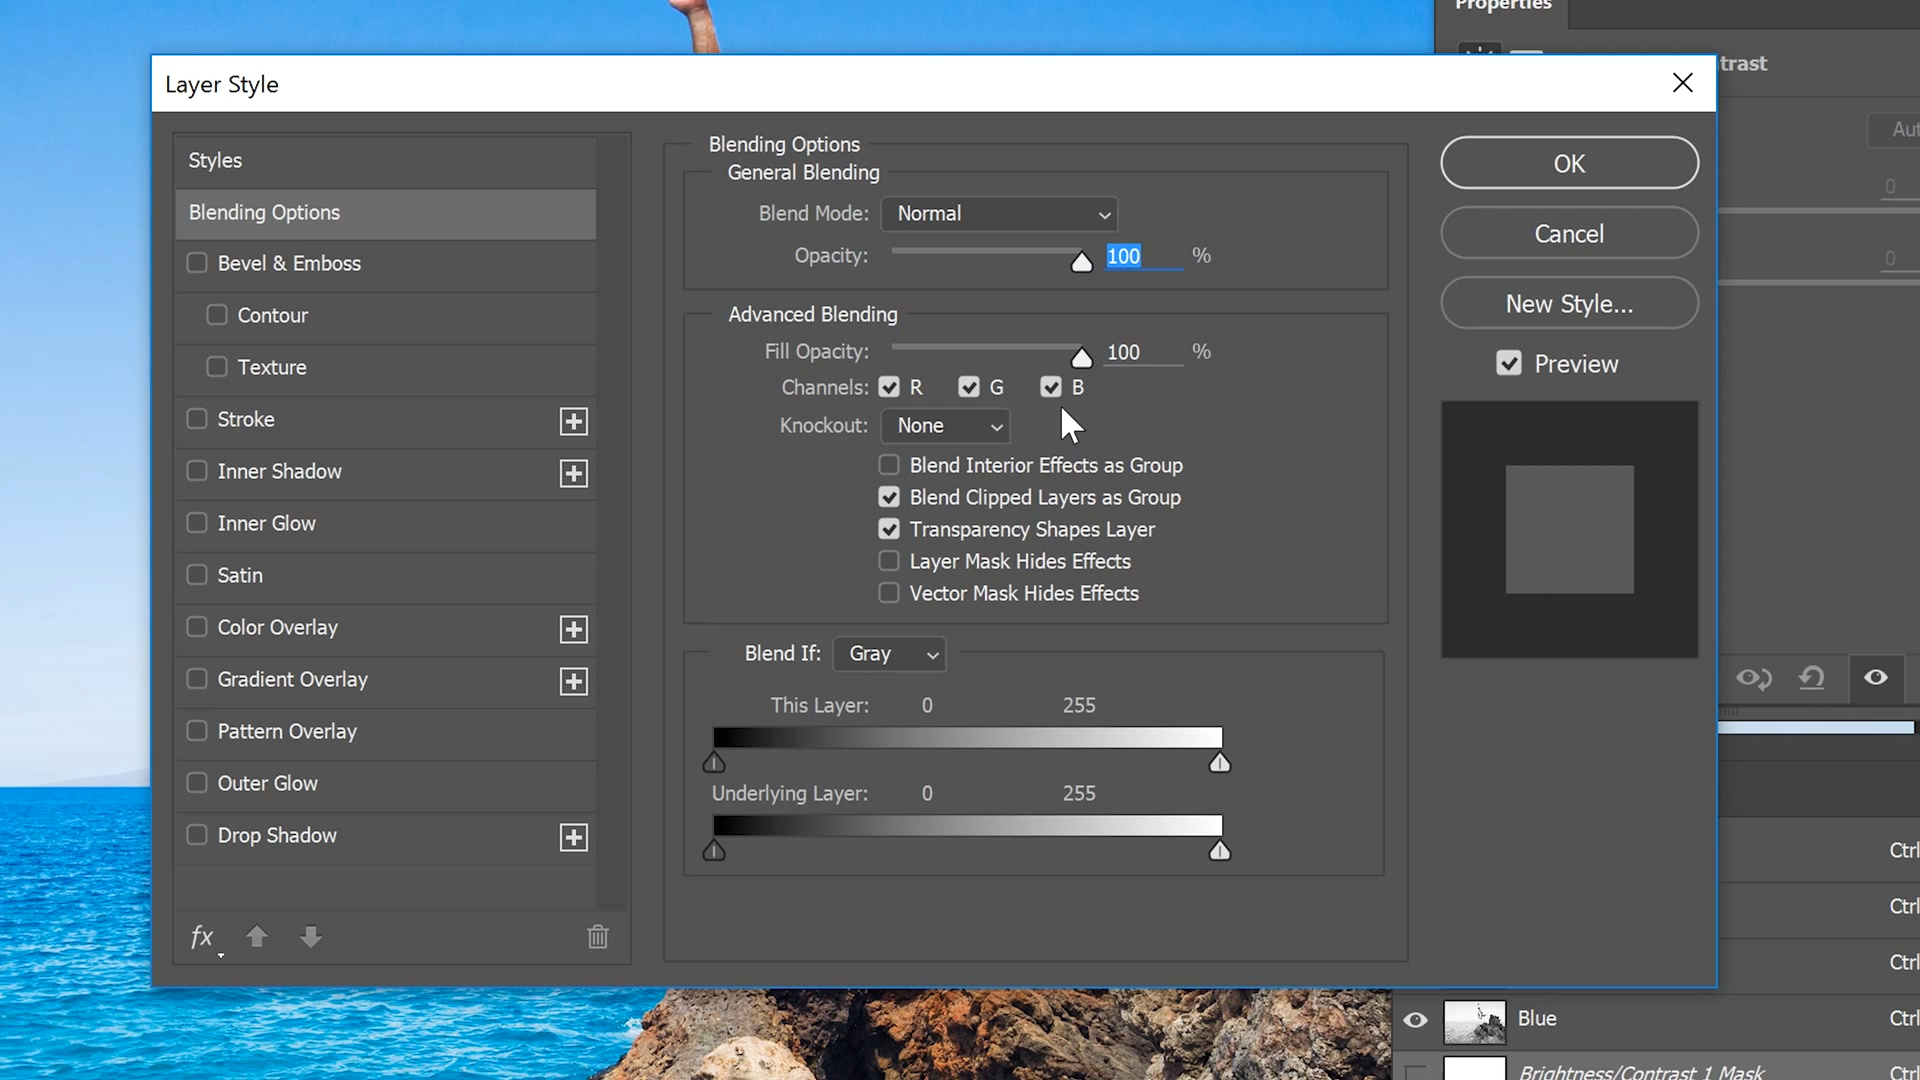 Properties
trast
Layer Style
Aut
0
0
Styles
Blending Options
Bevel & Emboss
Contour
Texture
Stroke
Inner Shadow
Inner Glow
Satin
Color Overlay
Gradient Overlay
Pattern Overlay
Outer Glow
Drop Shadow
fx
Blending Options
General Blending
Blend Mode: Normal
Opacity: 100 %
Advanced Blending
Fill Opacity: 100 %
Channels: R G B
Knockout: None
Blend Interior Effects as Group
Blend Clipped Layers as Group
Transparency Shapes Layer
Layer Mask Hides Effects
Vector Mask Hides Effects
Blend If: Gray
This Layer: 0 255
Underlying Layer: 0 255
OK
Cancel
New Style...
Preview
Ctrl
Ctrl
Ctrl
Blue Ctrl
Brightness/Contrast 1 Mask Ctrl